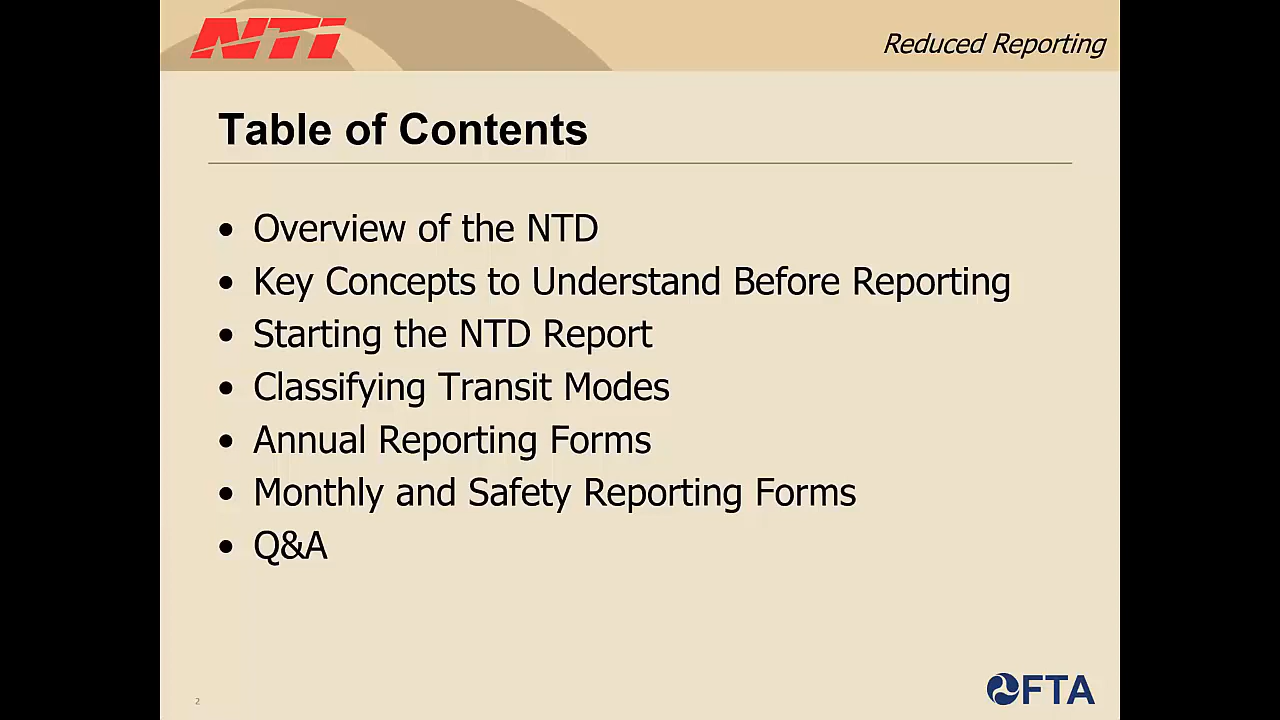 NTI
Reduced Reporting
Table of Contents
• Overview of the NTD
• Key Concepts to Understand Before Reporting
• Starting the NTD Report
• Classifying Transit Modes
• Annual Reporting Forms
• Monthly and Safety Reporting Forms
• Q&A
2
FTA